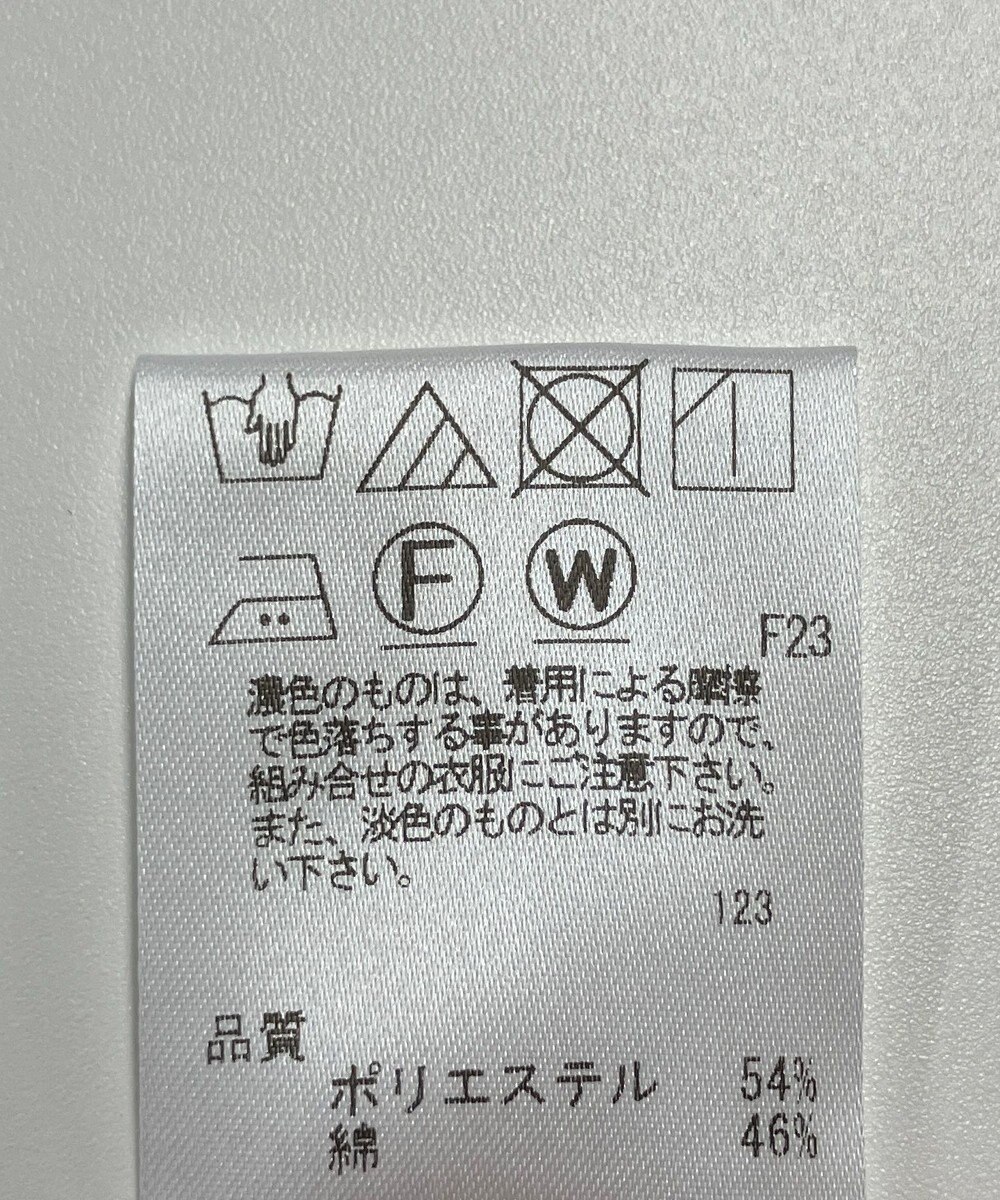 F W
F23
濃色のものは、着用による摩擦
で色落ちする事がありますので、
組み合せの衣服にご注意下さい。
また、淡色のものとは別にお洗
い下さい。
123
品質
ポリエステル 54%
綿 46%